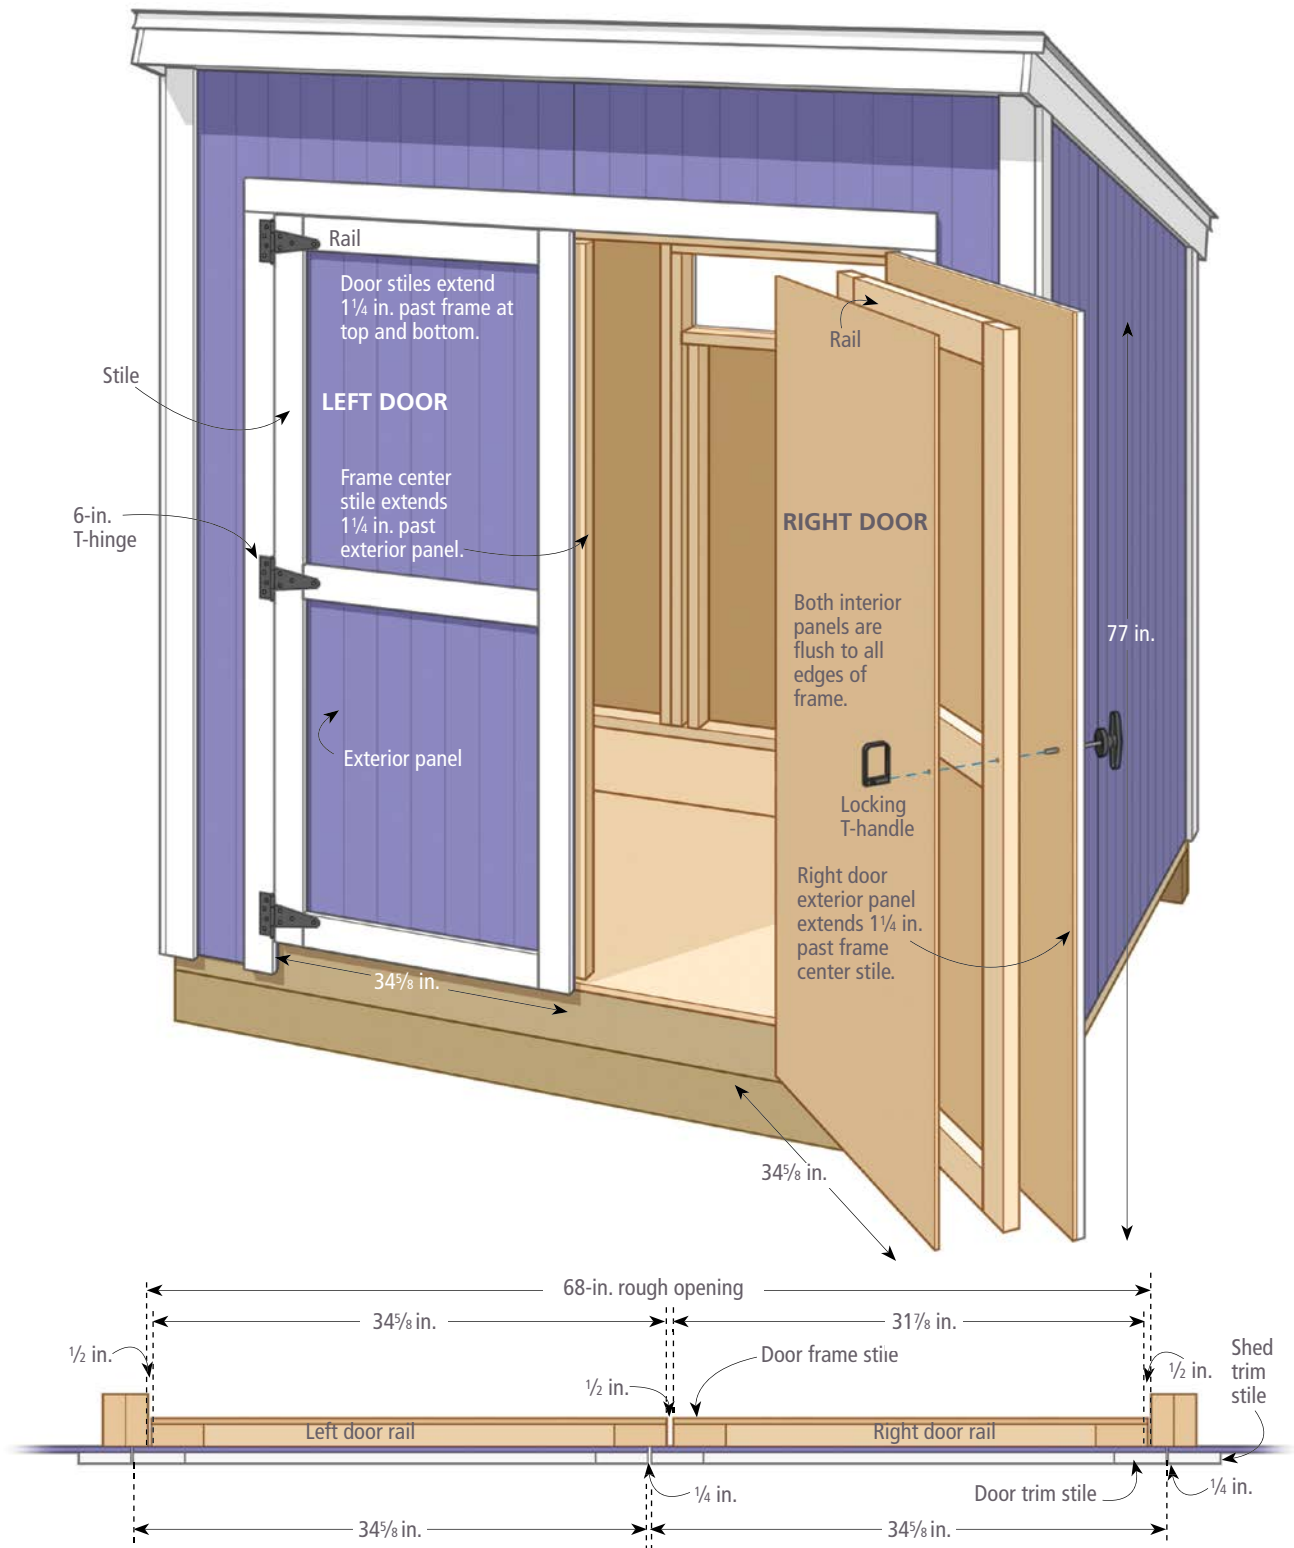 Rail
Door stiles extend
1¼ in. past frame at
top and bottom.
Rail
Stile
LEFT DOOR
Frame center
stile extends
1¼ in. past
exterior panel.
6-in.
T-hinge
RIGHT DOOR
Both interior
panels are
flush to all
edges of
frame.
77 in.
Exterior panel
Locking
T-handle
Right door
exterior panel
extends 1¼ in.
past frame
center stile.
34⅝ in.
34⅝ in.
68-in. rough opening
34⅝ in.
31⅞ in.
½ in.
Door frame stile
½ in.
½ in.
Shed
trim
stile
Left door rail
Right door rail
¼ in.
Door trim stile
¼ in.
34⅝ in.
34⅝ in.